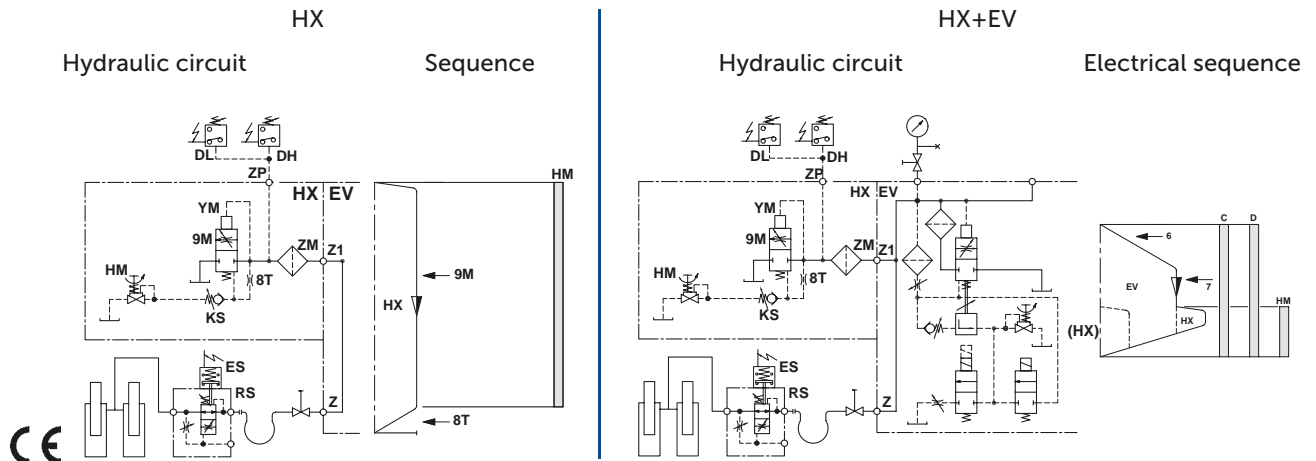 HX
Hydraulic circuit
Sequence
DL
DH
ZP
HX EV
HM
YM
9M
ZM
Z1
HM
8T
KS
9M
HX
ES
RS
Z
8T
CE
HX+EV
Hydraulic circuit
Electrical sequence
DL
DH
ZP
HX EV
YM
9M
ZM
Z1
HM
8T
KS
(HX)
C
D
6
7
EV
HX
HM
ES
RS
Z